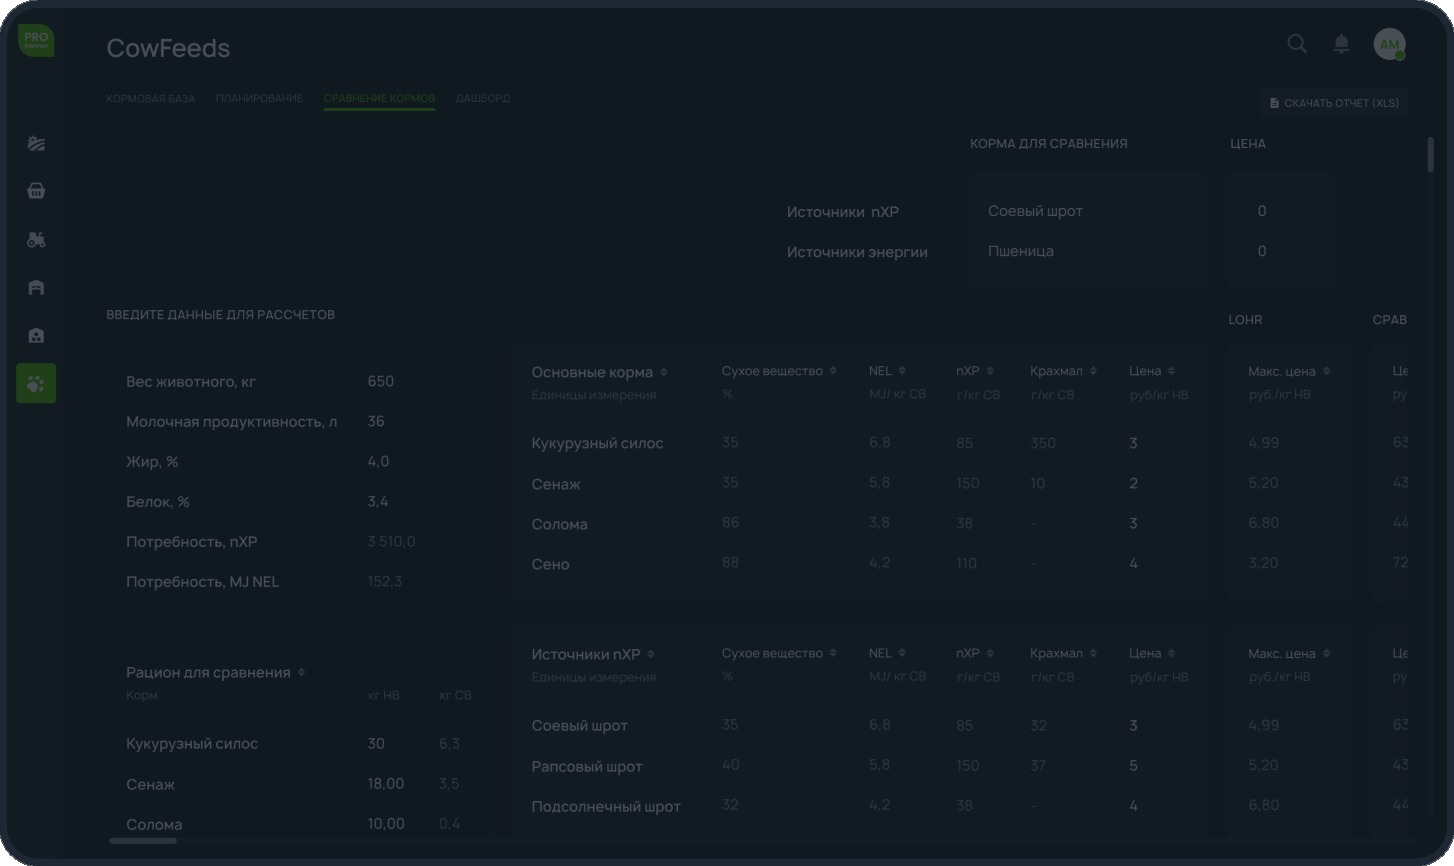 PRO
Partner
CowFeeds
AM
КОРМОВАЯ БАЗА ПЛАНИРОВАНИЕ СРАВНЕНИЕ КОРМОВ ДАШБОРД
СКАЧАТЬ ОТЧЕТ (XLS)
КОРМА ДЛЯ СРАВНЕНИЯ ЦЕНА
Источники nXP Соевый шрот 0
Источники энергии Пшеница 0
ВВЕДИТЕ ДАННЫЕ ДЛЯ РАССЧЕТОВ
Вес животного, кг 650
Молочная продуктивность, л 36
Жир, % 4,0
Белок, % 3,4
Потребность, nXP 3 510,0
Потребность, MJ NEL 152,3
Рацион для сравнения
Корм кг НВ кг СВ
Кукурузный силос 30 6,3
Сенаж 18,00 3,5
Солома 10,00 0,4
LOHR СРАВ
Основные корма Сухое вещество NEL nXP Крахмал Цена Макс. цена Це
Единицы измерения % MJ/ кг СВ г/кг СВ г/кг СВ руб/кг НВ руб./кг НВ ру
Кукурузный силос 35 6,8 85 350 3 4,99 63
Сенаж 35 5,8 150 10 2 5,20 43
Солома 86 3,8 38 - 3 6,80 44
Сено 88 4,2 110 - 4 3,20 72
Источники nXP Сухое вещество NEL nXP Крахмал Цена Макс. цена Це
Единицы измерения % MJ/ кг СВ г/кг СВ г/кг СВ руб/кг НВ руб./кг НВ ру
Соевый шрот 35 6,8 85 32 3 4,99 63
Рапсовый шрот 40 5,8 150 37 5 5,20 43
Подсолнечный шрот 32 4,2 38 - 4 6,80 44